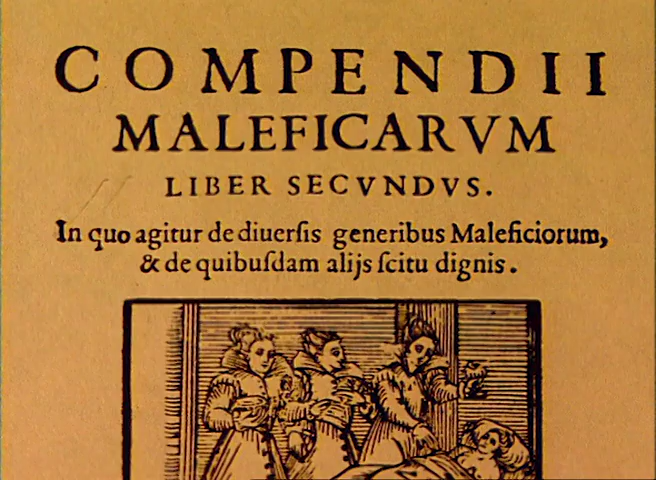 COMPENDII
MALEFICARVM
LIBER SECVNDVS.
In quo agitur de diuerſis generibus Maleficiorum,
& de quibuſdam alijs ſcitu dignis.